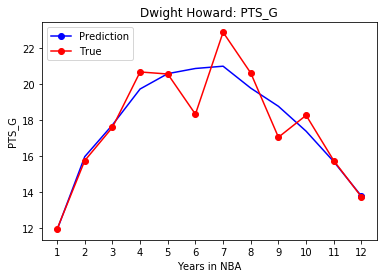 Dwight Howard: PTS_G
Prediction
True
22
20
18
16
14
12
PTS_G
1 2 3 4 5 6 7 8 9 10 11 12
Years in NBA